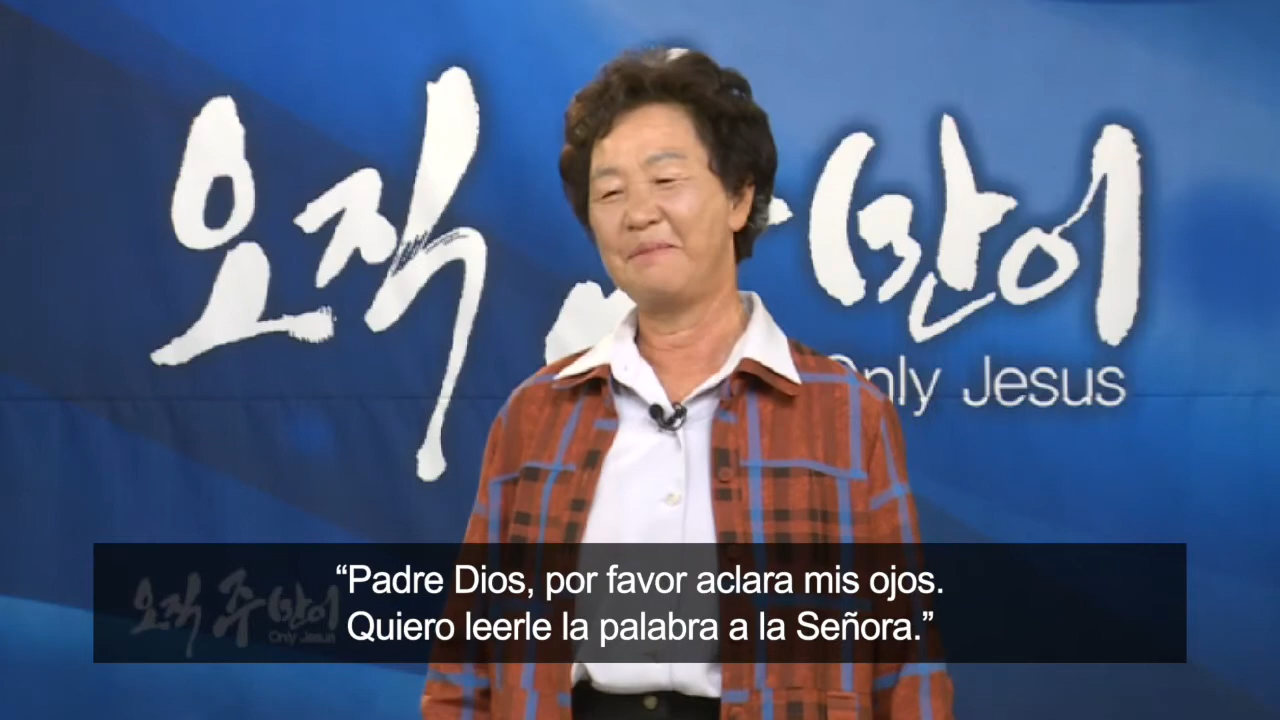 오직 만이
Only Jesus
“Padre Dios, por favor aclara mis ojos.
Quiero leerle la palabra a la Señora.”
오직 주만이
Only Jesus